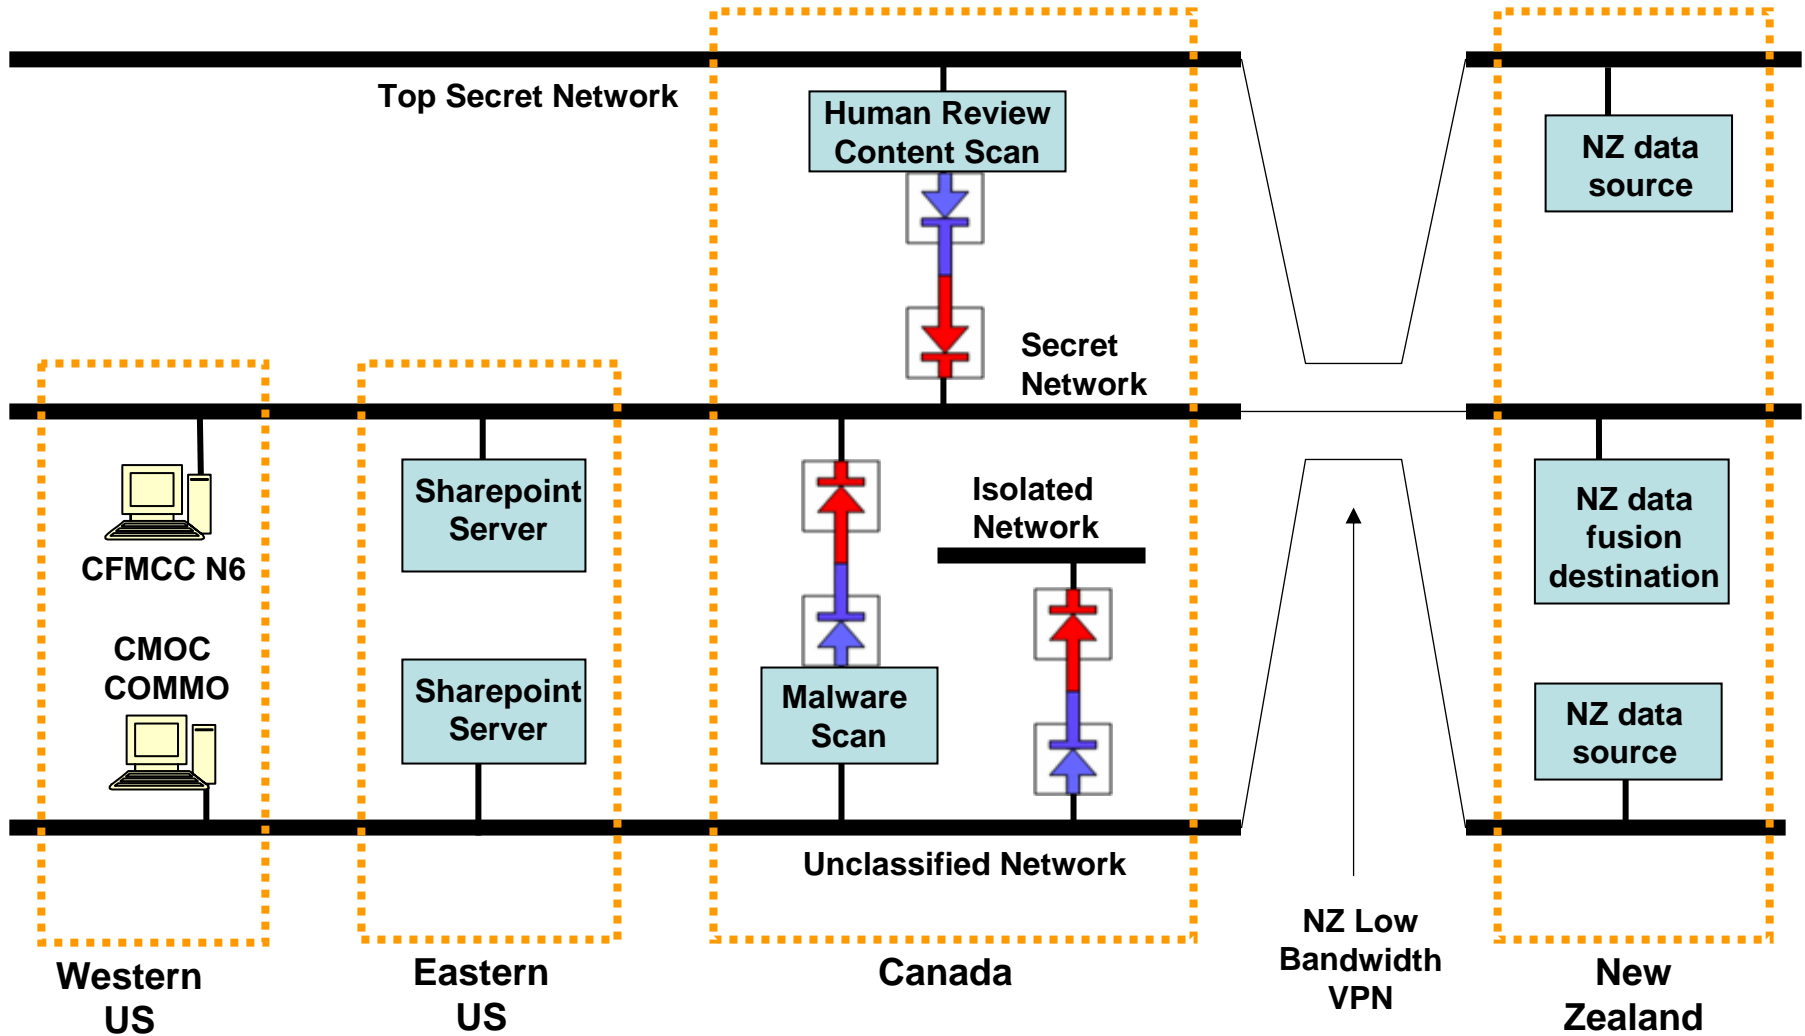 Top Secret Network
Human Review
Content Scan
NZ data
source
Secret
Network
Sharepoint
Server
Isolated
Network
NZ data
fusion
destination
CFMCC N6
CMOC
COMMO
Sharepoint
Server
Malware
Scan
NZ data
source
Unclassified Network
NZ Low
Bandwidth
VPN
Western
US
Eastern
US
Canada
New
Zealand